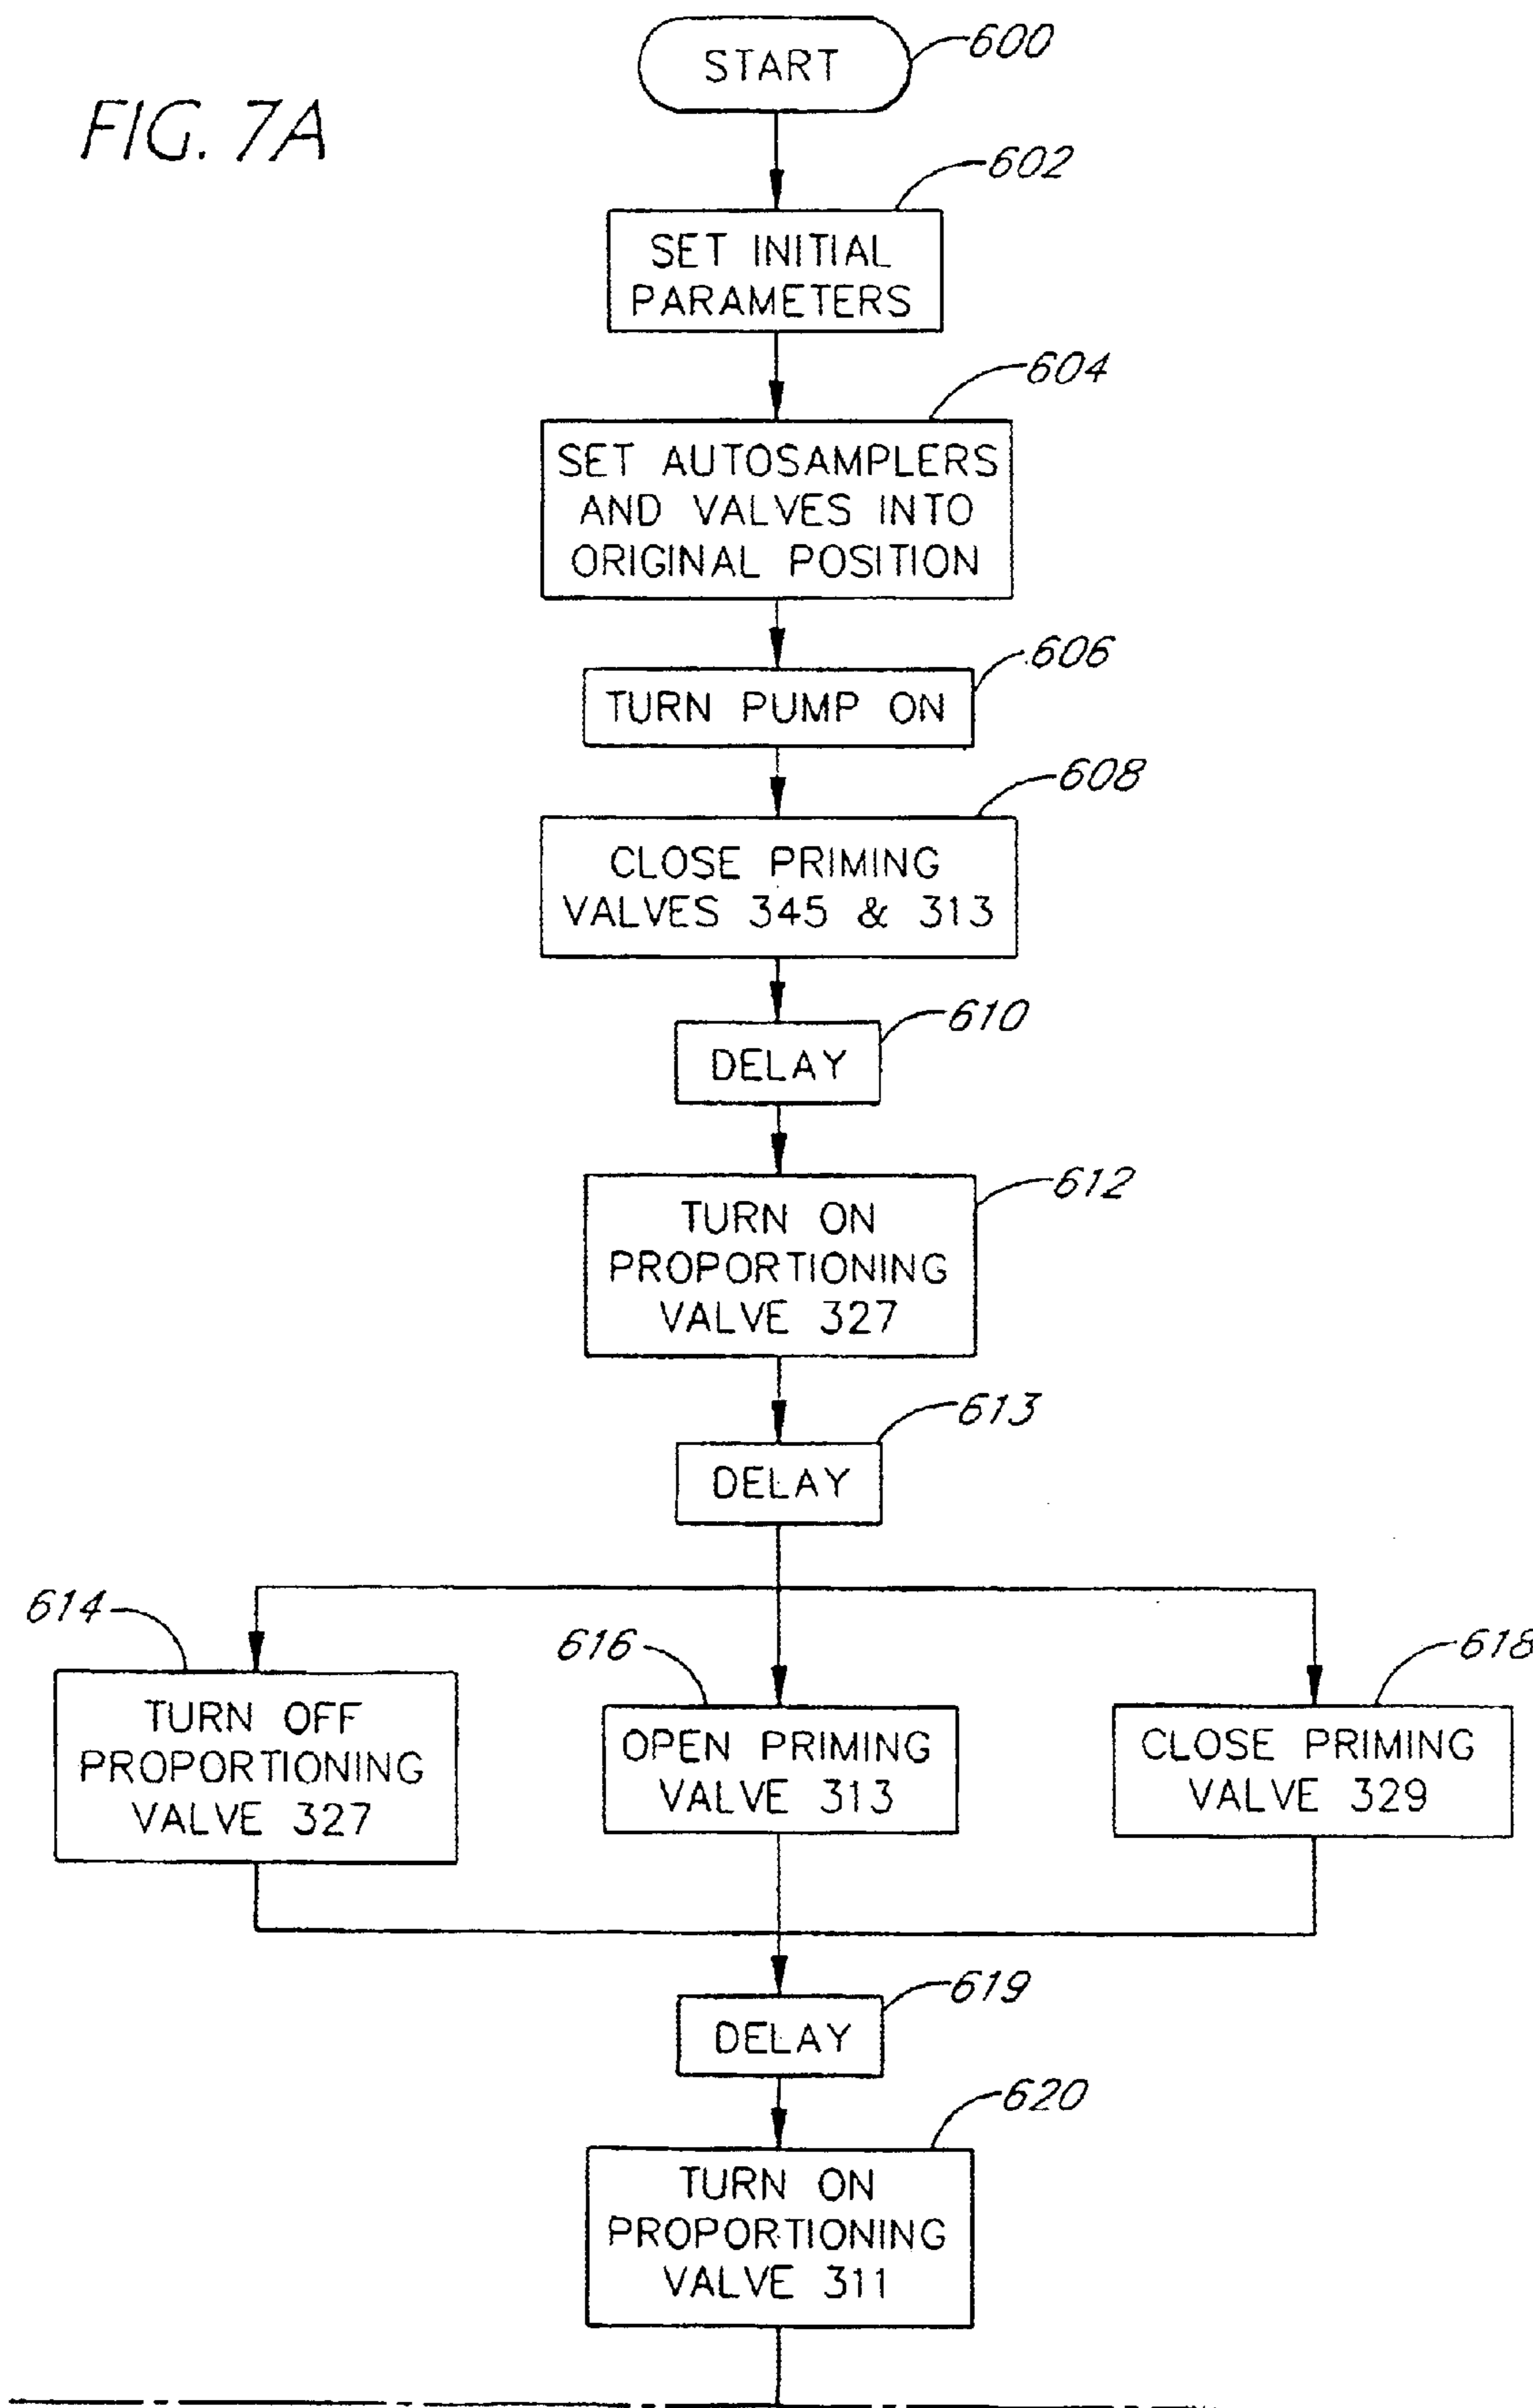 FIG. 7A
START
600
602
SET INITIAL
PARAMETERS
604
SET AUTOSAMPLERS
AND VALVES INTO
ORIGINAL POSITION
606
TURN PUMP ON
608
CLOSE PRIMING
VALVES 345 & 313
610
DELAY
612
TURN ON
PROPORTIONING
VALVE 327
613
DELAY
614
TURN OFF
PROPORTIONING
VALVE 327
616
OPEN PRIMING
VALVE 313
618
CLOSE PRIMING
VALVE 329
619
DELAY
620
TURN ON
PROPORTIONING
VALVE 311